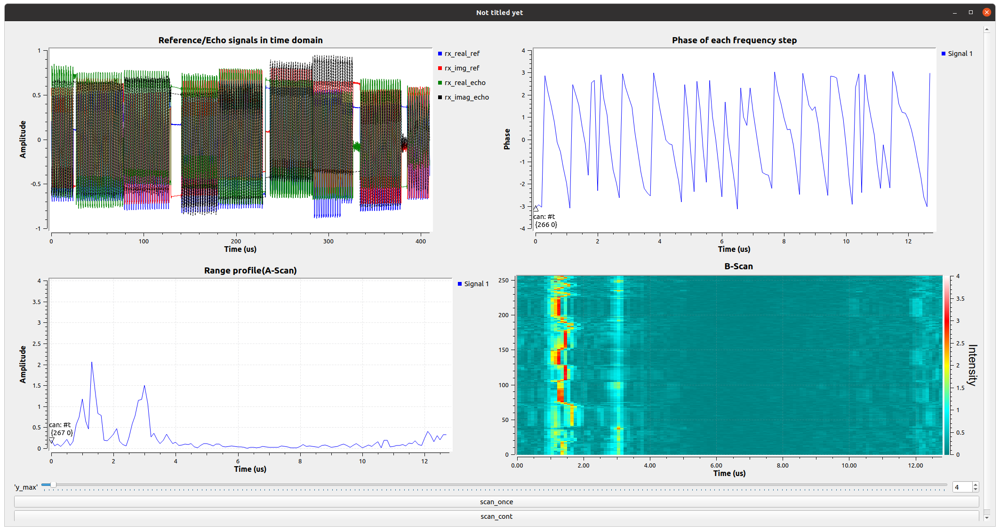 Not titled yet
Reference/Echo signals in time domain
1
0.5
0
-0.5
-1
Amplitude
0 100 200 300 400
Time (us)
rx_real_ref
rx_img_ref
rx_real_echo
rx_imag_echo
Phase of each frequency step
4
3
2
1
0
-1
-2
-3
-4
Phase
can: #t
{266 0}
0 2 4 6 8 10 12
Time (us)
Signal 1
Range profile(A-Scan)
4
3.5
3
2.5
2
1.5
1
0.5
0
Amplitude
can: #t
{267 0}
0 2 4 6 8 10 12
Time (us)
Signal 1
B-Scan
250
200
150
100
50
0
0.00 2.00 4.00 6.00 8.00 10.00 12.00
Time (us)
4
3.5
3
2.5
2
1.5
1
0.5
0
Intensity
'y_max'
4
scan_once
scan_cont